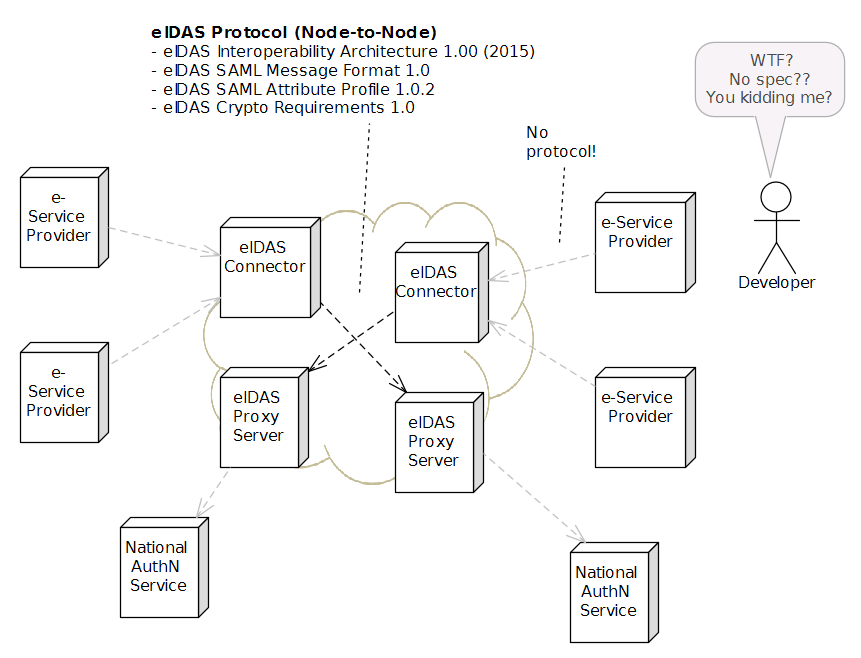 eIDAS Protocol (Node-to-Node)
- eIDAS Interoperability Architecture 1.00 (2015)
- eIDAS SAML Message Format 1.0
- eIDAS SAML Attribute Profile 1.0.2
- eIDAS Crypto Requirements 1.0
WTF?
No spec??
You kidding me?
No
protocol!
e-
Service
Provider
eIDAS
Connector
eIDAS
Connector
e-Service
Provider
Developer
e-
Service
Provider
eIDAS
Proxy
Server
eIDAS
Proxy
Server
e-Service
Provider
National
AuthN
Service
National
AuthN
Service